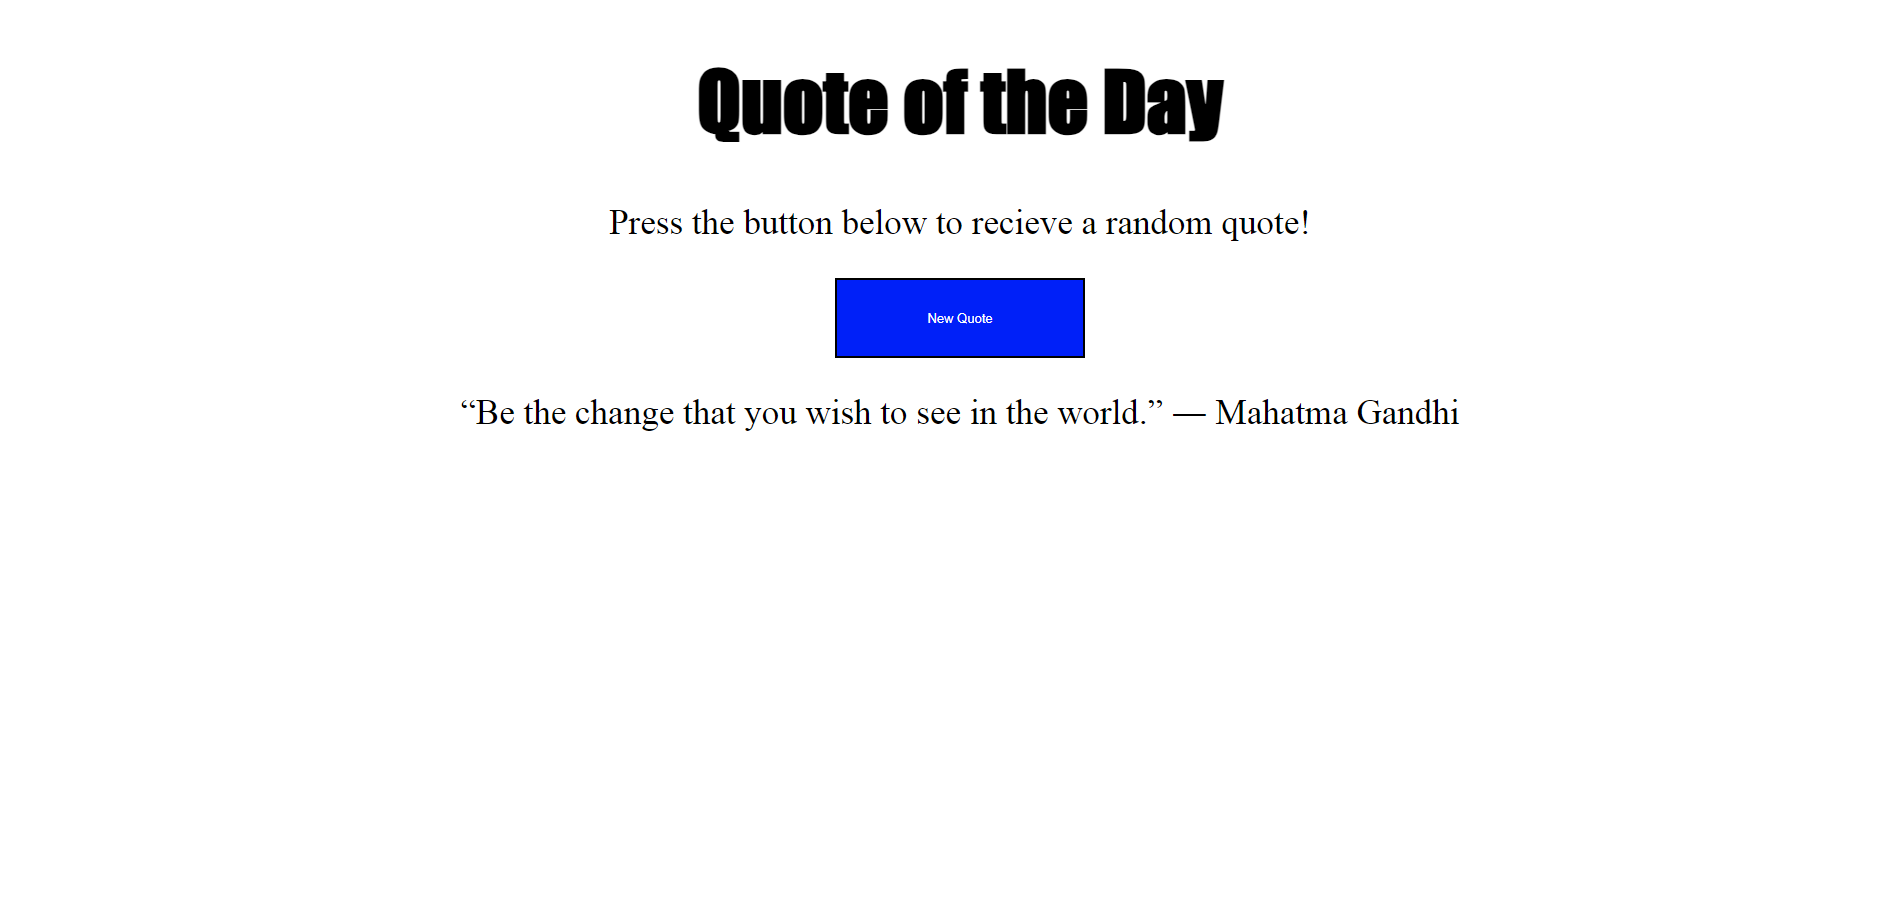 Quote of the Day
Press the button below to recieve a random quote!
New Quote
“Be the change that you wish to see in the world.” ― Mahatma Gandhi